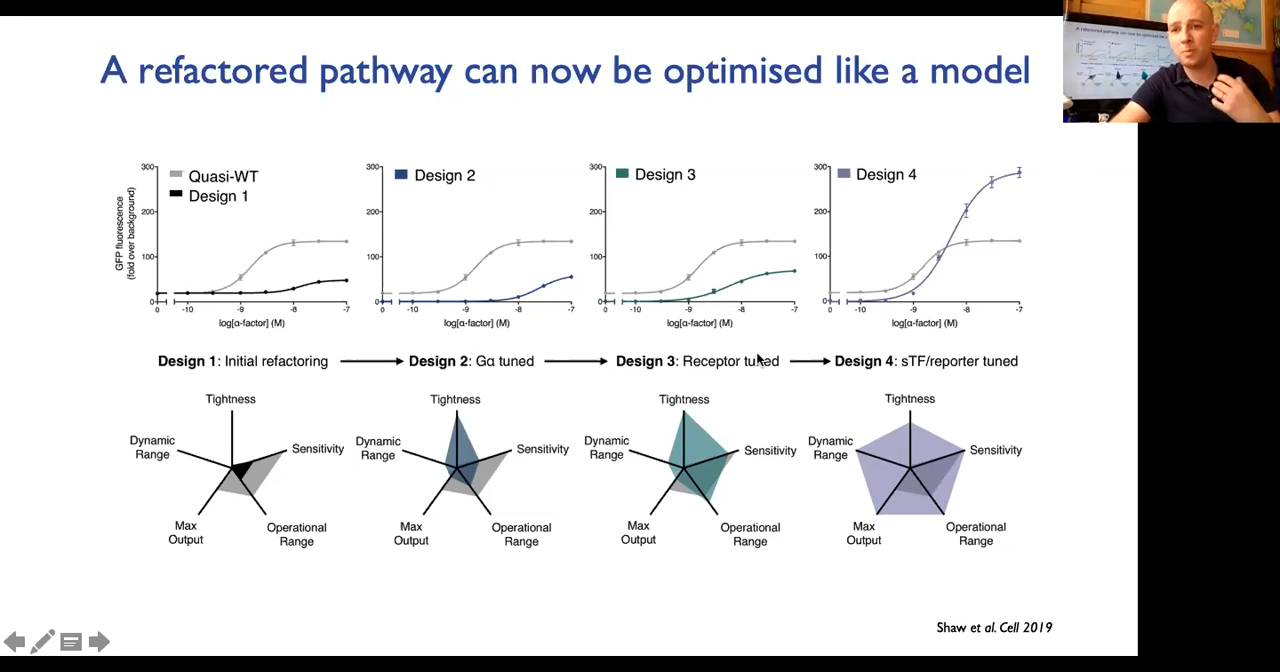 A refactored pathway can now be optimised like a model
GFP fluorescence
(fold over background)
300
200
100
0
Quasi-WT
Design 1
0 -10 -9 -8 -7
log[α-factor] (M)
300
200
100
0
Design 2
0 -10 -9 -8 -7
log[α-factor] (M)
300
200
100
0
Design 3
0 -10 -9 -8 -7
log[α-factor] (M)
300
200
100
0
Design 4
0 -10 -9 -8 -7
log[α-factor] (M)
Design 1: Initial refactoring
Design 2: Gα tuned
Design 3: Receptor tuned
Design 4: sTF/reporter tuned
Tightness
Dynamic
Range
Sensitivity
Max
Output
Operational
Range
Tightness
Dynamic
Range
Sensitivity
Max
Output
Operational
Range
Tightness
Dynamic
Range
Sensitivity
Max
Output
Operational
Range
Tightness
Dynamic
Range
Sensitivity
Max
Output
Operational
Range
Shaw et al. Cell 2019